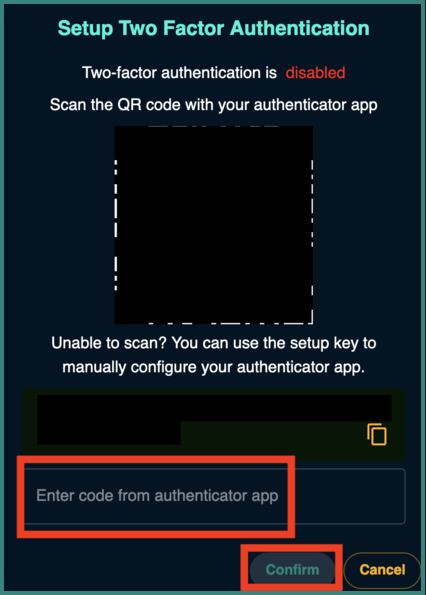 Setup Two Factor Authentication
Two-factor authentication is disabled
Scan the QR code with your authenticator app
Unable to scan? You can use the setup key to
manually configure your authenticator app.
Enter code from authenticator app
Confirm Cancel